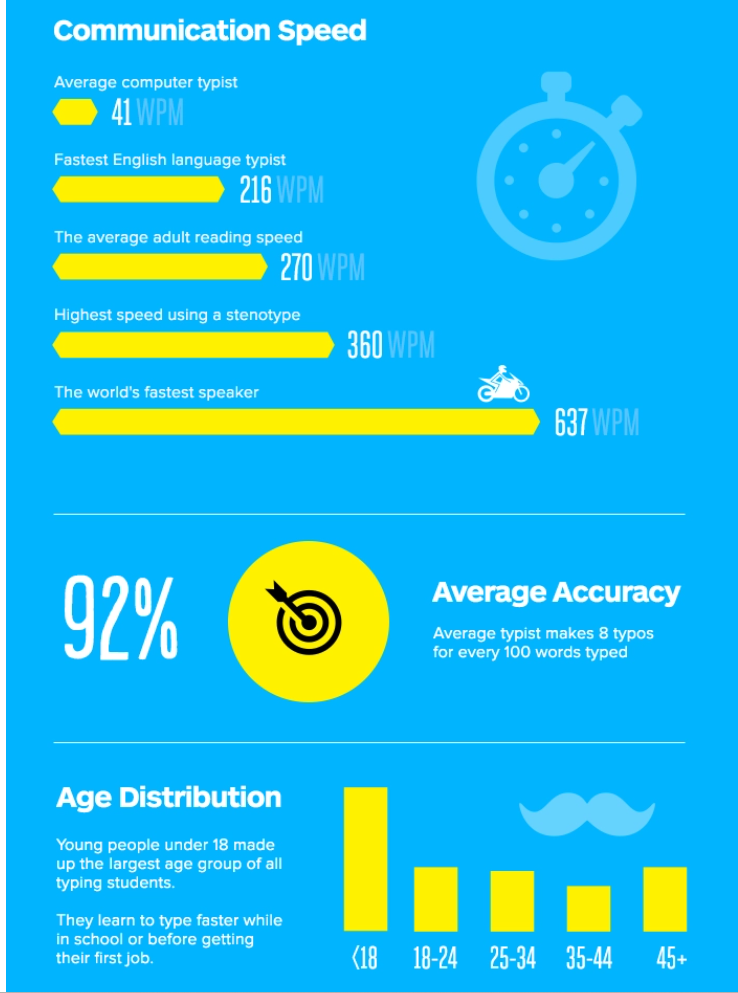 Communication Speed
Average computer typist
41 WPM
Fastest English language typist
216 WPM
The average adult reading speed
270 WPM
Highest speed using a stenotype
360 WPM
The world's fastest speaker
637 WPM
92%
Average Accuracy
Average typist makes 8 typos
for every 100 words typed
Age Distribution
Young people under 18 made
up the largest age group of all
typing students.
They learn to type faster while
in school or before getting
their first job.
<18 18-24 25-34 35-44 45+